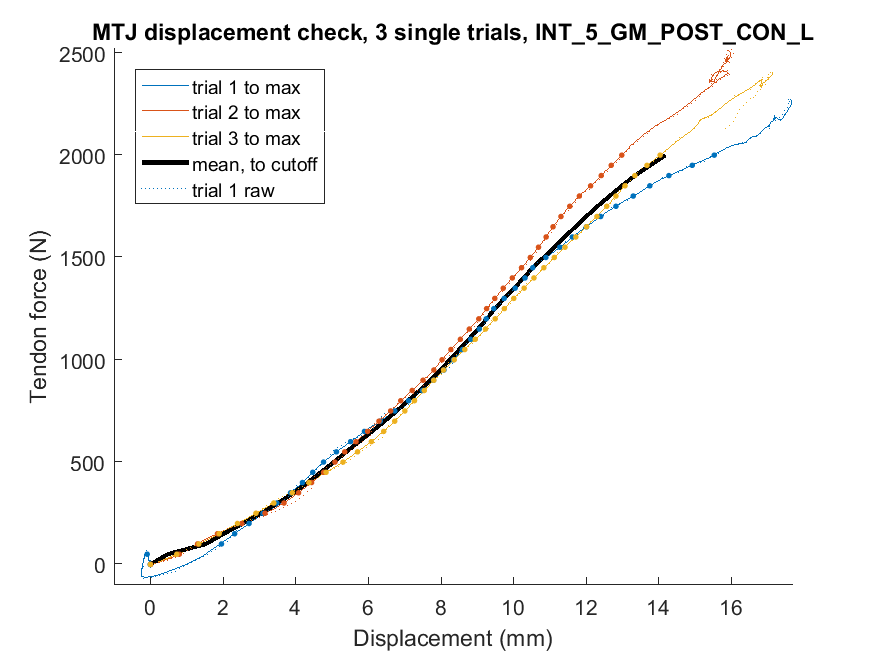 MTJ displacement check, 3 single trials, INT_5_GM_POST_CON_L
2500
2000
1500
1000
500
0
Tendon force (N)
trial 1 to max
trial 2 to max
trial 3 to max
mean, to cutoff
trial 1 raw
0 2 4 6 8 10 12 14 16
Displacement (mm)